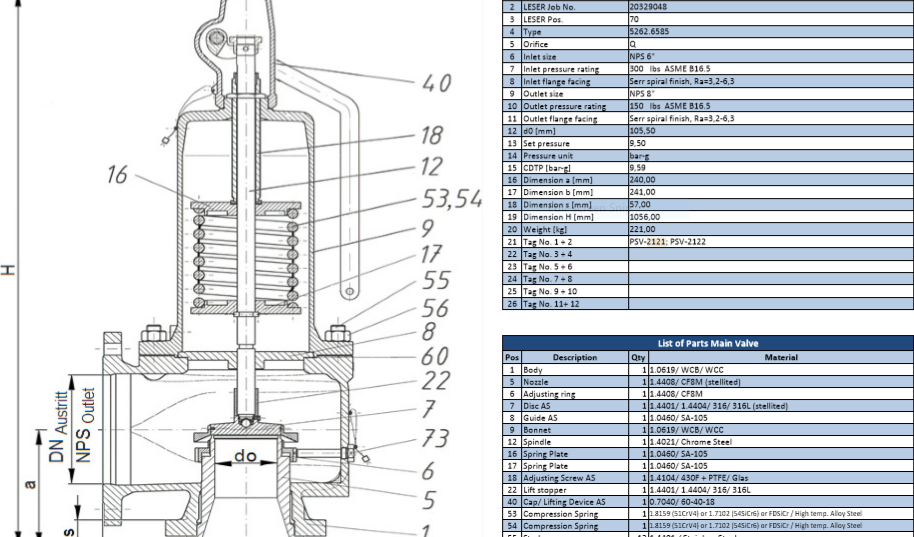 H
DN Austritt
NPS Outlet
a
s
do
16
40
18
12
53,54
9
17
55
56
8
60
22
7
73
6
5
1
2 LESER Job No. 20329048
3 LESER Pos. 70
4 Type 5262.6585
5 Orifice Q
6 Inlet size NPS 6"
7 Inlet pressure rating 300 lbs ASME B16.5
8 Inlet flange facing Serr spiral finish, Ra=3,2-6,3
9 Outlet size NPS 8"
10 Outlet pressure rating 150 lbs ASME B16.5
11 Outlet flange facing Serr spiral finish, Ra=3,2-6,3
12 d0 [mm] 105,50
13 Set pressure 9,50
14 Pressure unit bar-g
15 CDTP [bar-g] 9,59
16 Dimension a [mm] 240,00
17 Dimension b [mm] 241,00
18 Dimension s [mm] 57,00
19 Dimension H [mm] 1056,00
20 Weight [kg] 221,00
21 Tag No. 1 + 2 PSV-2121; PSV-2122
22 Tag No. 3 + 4
23 Tag No. 5 + 6
24 Tag No. 7 + 8
25 Tag No. 9 + 10
26 Tag No. 11+ 12
List of Parts Main Valve
Pos Description Qty Material
1 Body 1 1.0619/ WCB/ WCC
5 Nozzle 1 1.4408/ CF8M (stellited)
6 Adjusting ring 1 1.4408/ CF8M
7 Disc AS 1 1.4401/ 1.4404/ 316/ 316L (stellited)
8 Guide AS 1 1.0460/ SA-105
9 Bonnet 1 1.0619/ WCB/ WCC
12 Spindle 1 1.4021/ Chrome Steel
16 Spring Plate 1 1.0460/ SA-105
17 Spring Plate 1 1.0460/ SA-105
18 Adjusting Screw AS 1 1.4104/ 430F + PTFE/ Glas
22 Lift stopper 1 1.4401/ 1.4404/ 316/ 316L
40 Cap/ Lifting Device AS 1 0.7040/ 60-40-18
53 Compression Spring 1 1.8159 (51CrV4) or 1.7102 (54SiCr6) or FDSiCr / High temp. Alloy Steel
54 Compression Spring 1 1.8159 (51CrV4) or 1.7102 (54SiCr6) or FDSiCr / High temp. Alloy Steel